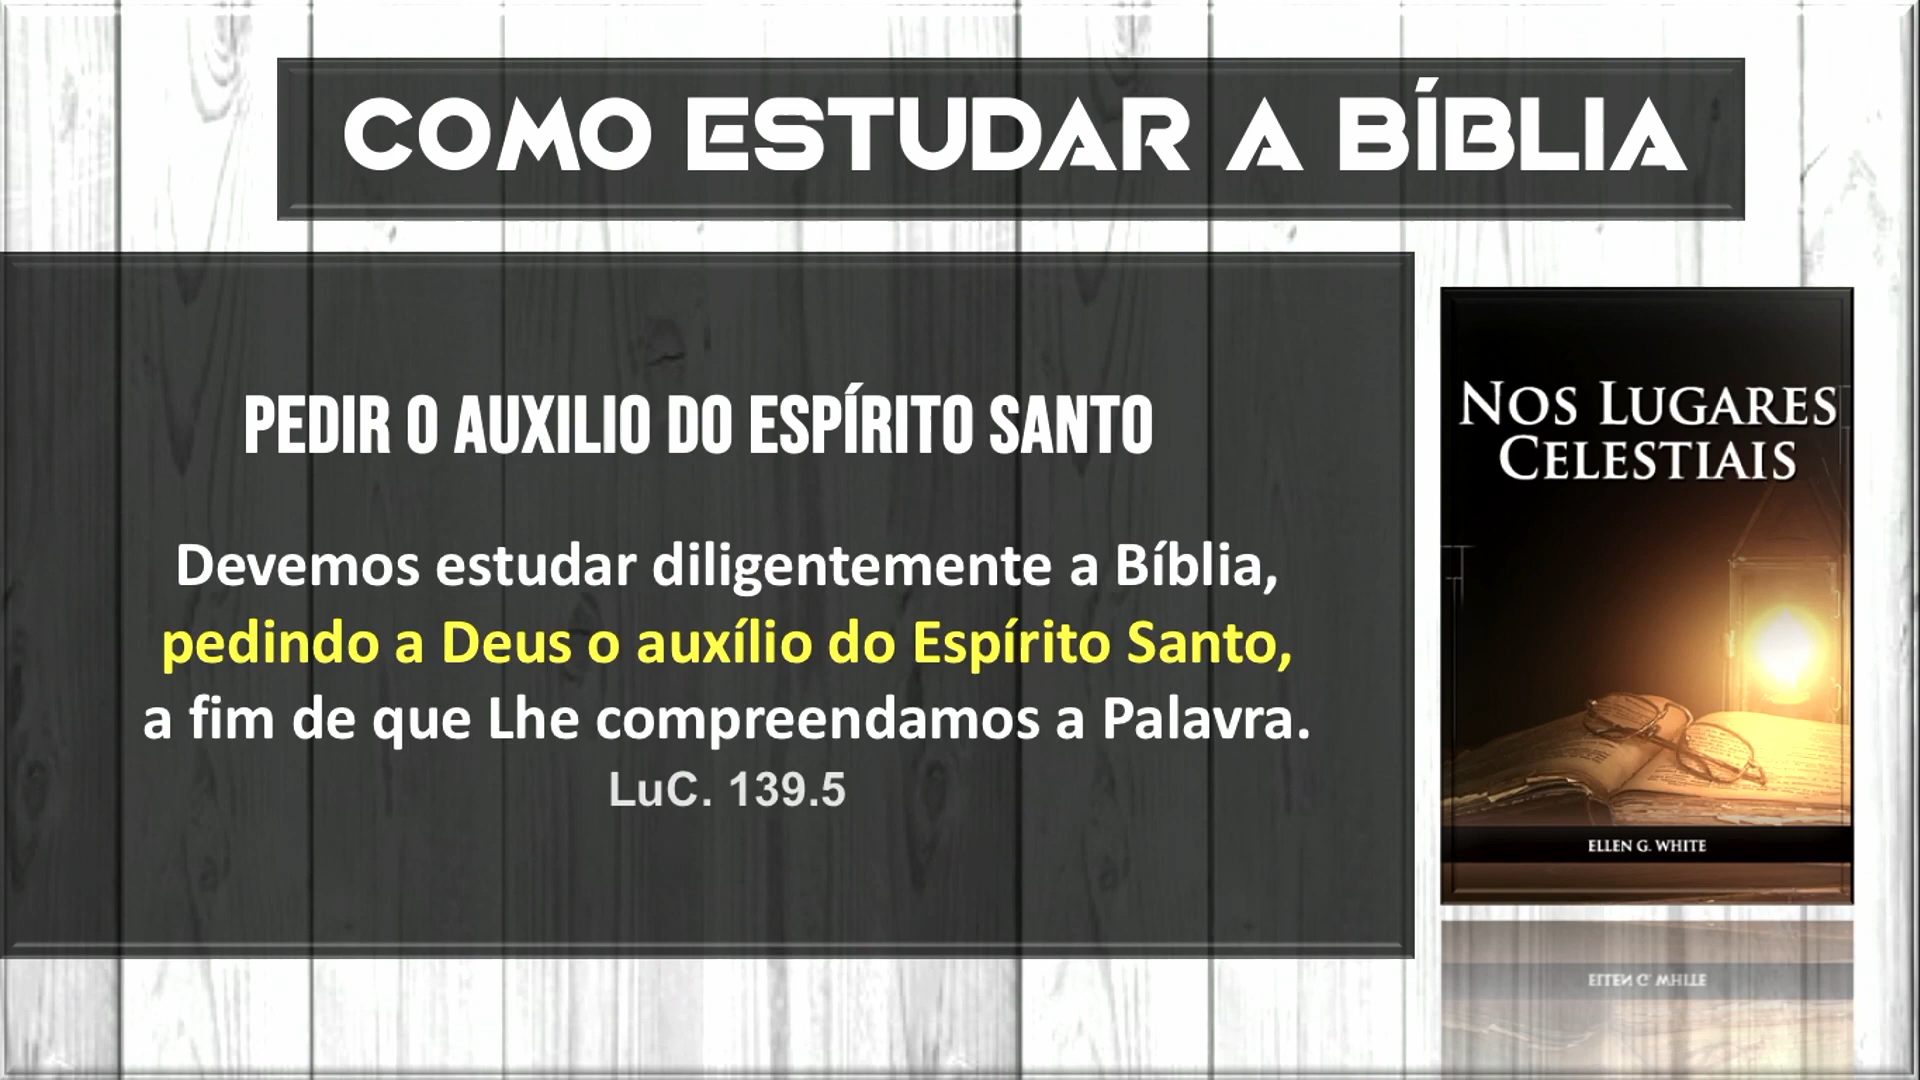 COMO ESTUDAR A BÍBLIA
PEDIR O AUXILIO DO ESPÍRITO SANTO
Devemos estudar diligentemente a Bíblia,
pedindo a Deus o auxílio do Espírito Santo,
a fim de que Lhe compreendamos a Palavra.
LuC. 139.5
NOS LUGARES
CELESTIAIS
ELLEN G. WHITE